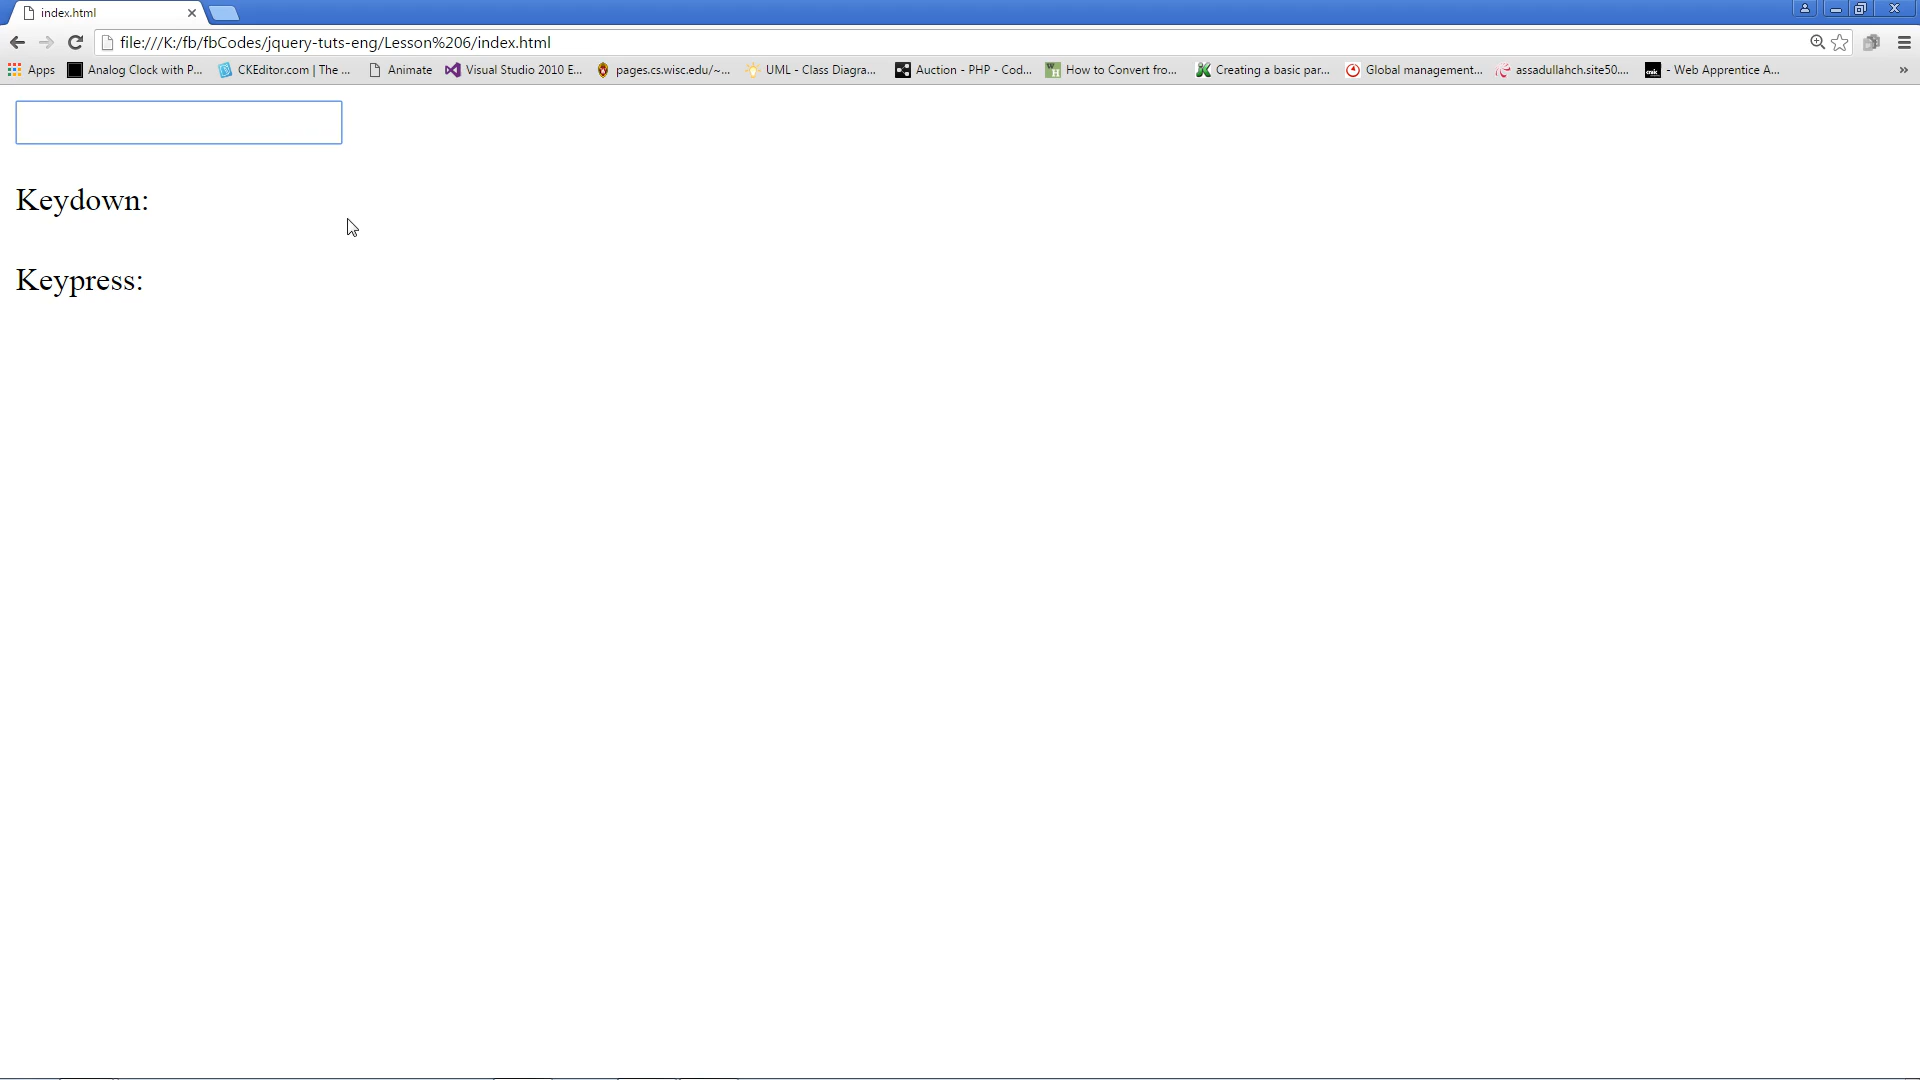 index.html
file:///K:/fb/fbCodes/jquery-tuts-eng/Lesson%206/index.html
Apps Analog Clock with P... CKEditor.com | The ... Animate Visual Studio 2010 E... pages.cs.wisc.edu/~... UML - Class Diagra... Auction - PHP - Cod... How to Convert fro... Creating a basic par... Global management... assadullahch.site50.... - Web Apprentice A... »
Keydown:
Keypress: